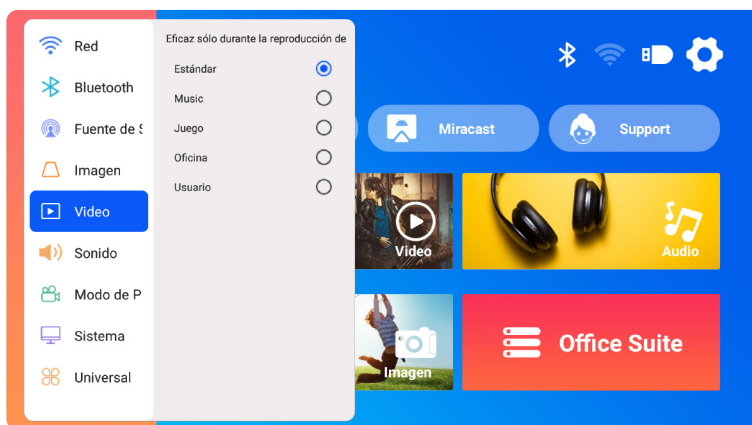 Red
Bluetooth
Fuente de S
Imagen
Video
Sonido
Modo de P
Sistema
Universal
Eficaz sólo durante la reproducción de
Estándar
Music
Juego
Oficina
Usuario
Miracast
Support
Video
Audio
Imagen
Office Suite